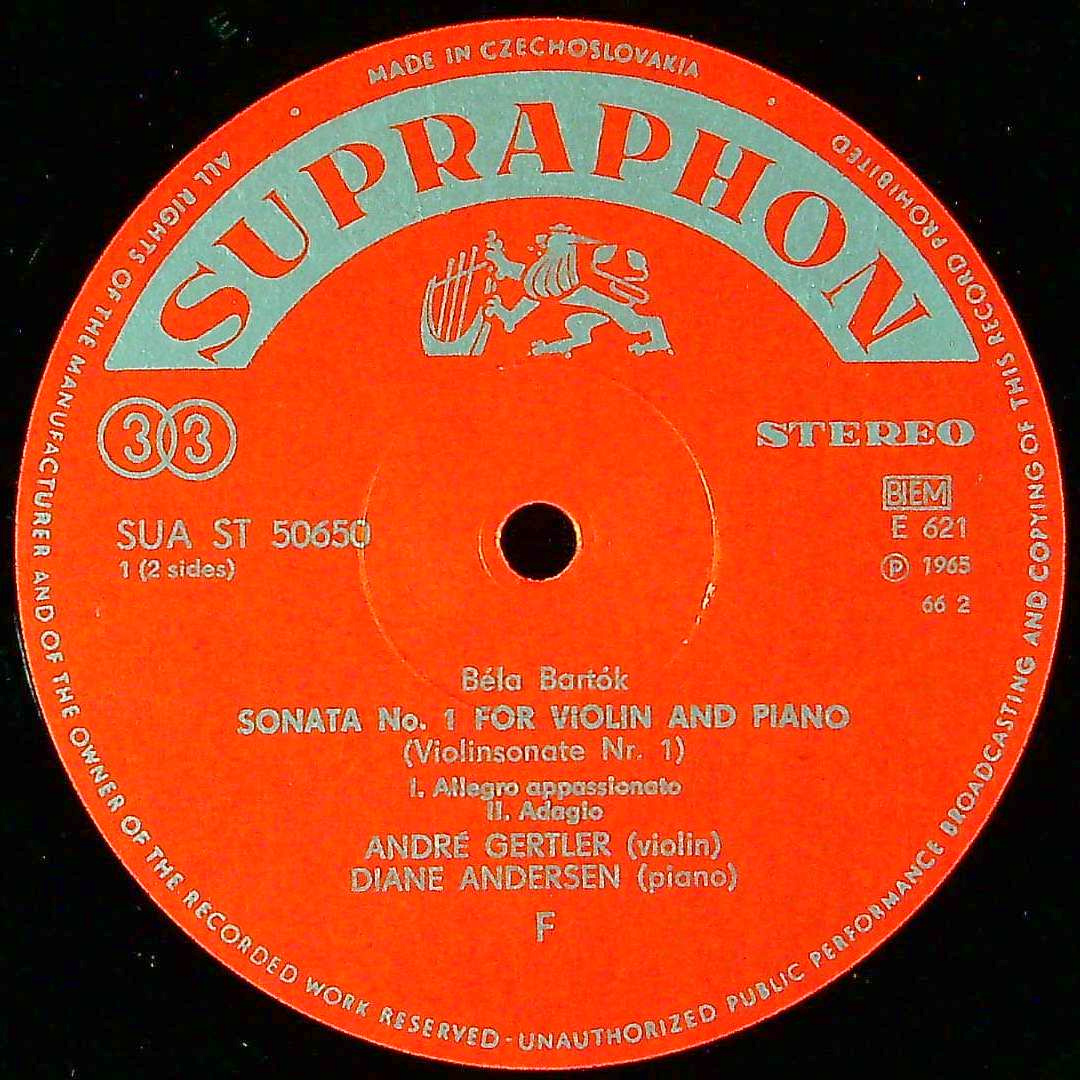 MADE IN CZECHOSLOVAKIA
SUPRAPHON
33
STEREO
BIEM
SUA ST 50650
E 621
1 (2 sides)
Ⓟ 1965
66 2
Béla Bartók
SONATA No. 1 FOR VIOLIN AND PIANO
(Violinsonate Nr. 1)
I. Allegro appassionato
II. Adagio
ANDRÉ GERTLER (violin)
DIANE ANDERSEN (piano)
F
ALL RIGHTS OF THE MANUFACTURER AND OF THE OWNER OF THE RECORDED WORK RESERVED - UNAUTHORIZED PUBLIC PERFORMANCE BROADCASTING AND COPYING OF THIS RECORD PROHIBITED